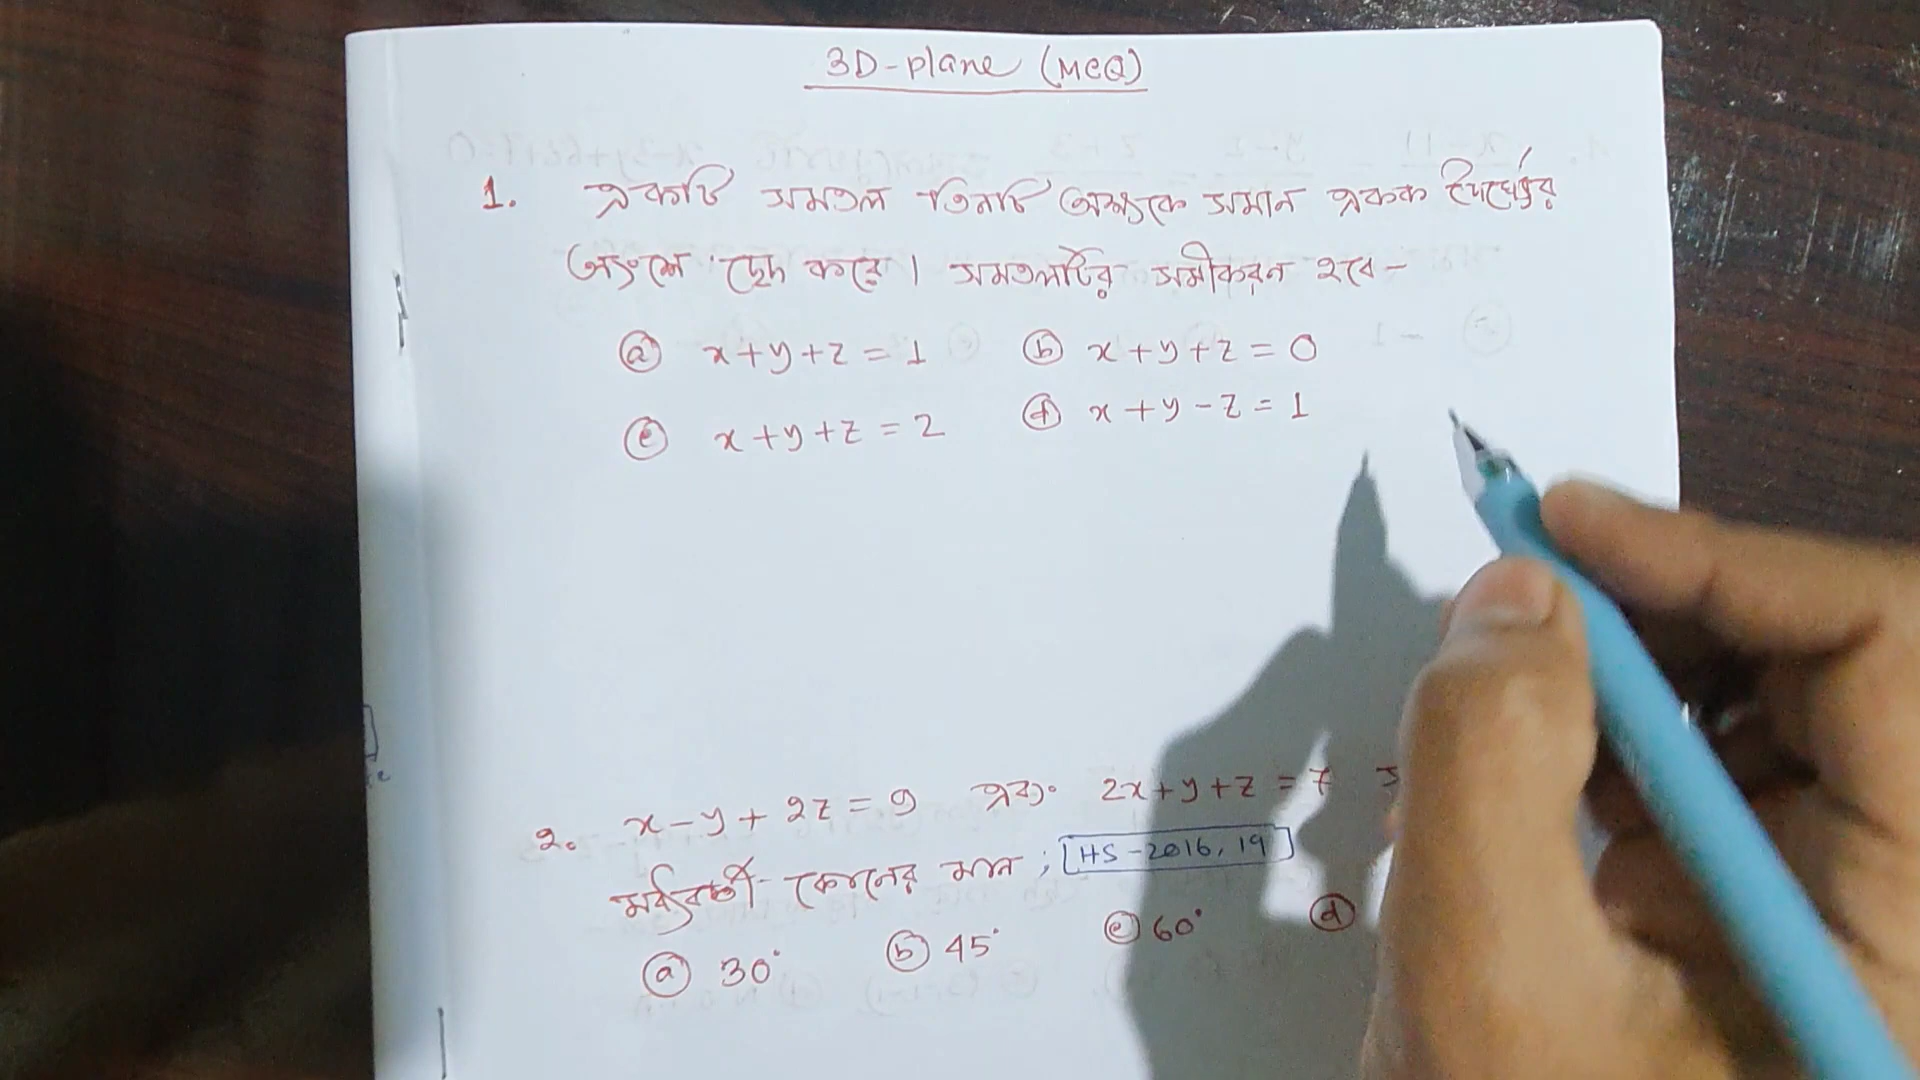 3D-plane (MCQ)
1. একটি সমতল তিনটি অক্ষকে সমান একক দৈর্ঘ্যের
অংশে ছেদ করে। সমতলটির সমীকরন হবে-
ⓐ x+y+z = 1 ⓑ x+y+z = 0
ⓒ x+y+z = 2 ⓓ x+y-z = 1
2. x-y+2z = 9 এবং 2x+y+z = 7
মধ্যবর্তী কোনের মান ; [HS-2016, 19]
ⓐ 30° ⓑ 45° ⓒ 60° ⓓ